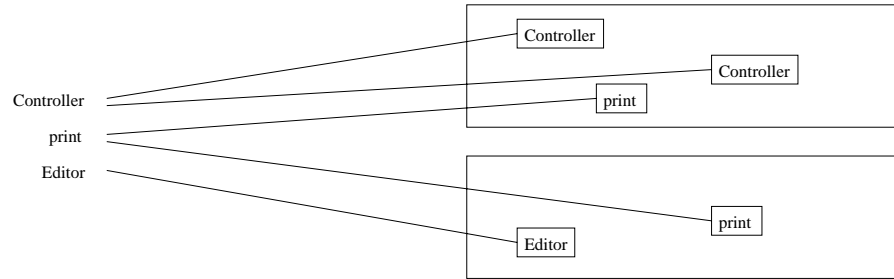 Controller
Controller
Controller
print
print
Editor
print
Editor